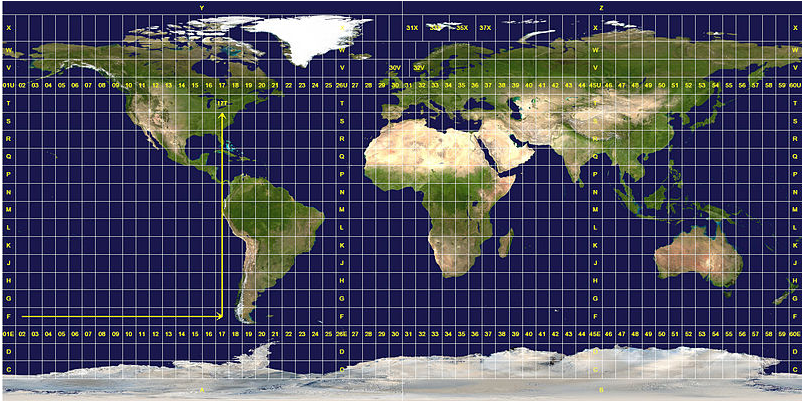 Y Z
X 31X 33X 35X 37X X X
W W W W
V V 30V 32V V V
01U 02 03 04 05 06 07 08 09 10 11 12 13 14 15 16 17 18 19 20 21 22 23 24 25 26U 27 28 29 30 31 32 33 34 35 36 37 38 39 40 41 42 43 44 45U 46 47 48 49 50 51 52 53 54 55 56 57 58 59 60U
T 17T T T T
S S S S
R R R R
Q Q Q Q
P P P P
N N N N
M M M M
L L L L
K K K K
J J J J
H H H H
G G G G
F F F F
01E 02 03 04 05 06 07 08 09 10 11 12 13 14 15 16 17 18 19 20 21 22 23 24 25 26E 27 28 29 30 31 32 33 34 35 36 37 38 39 40 41 42 43 44 45E 46 47 48 49 50 51 52 53 54 55 56 57 58 59 60E
D D D D
C C C C
A B